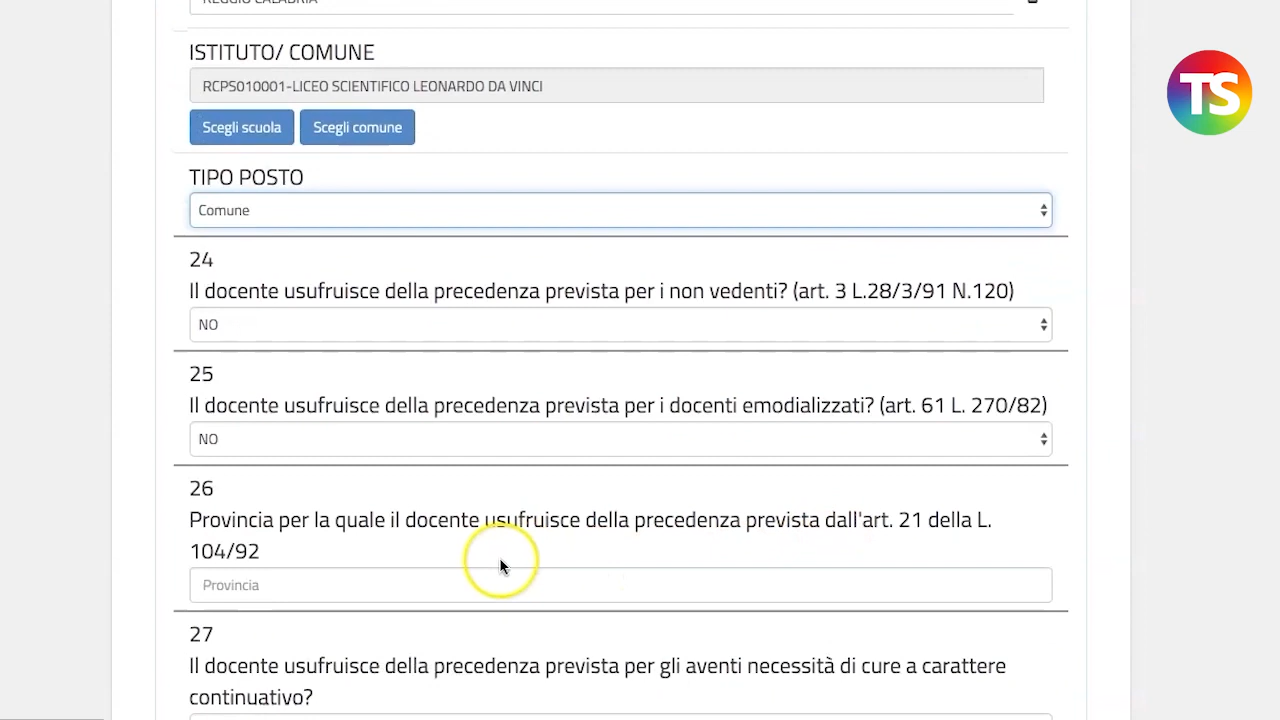 REGGIO CALABRIA
ISTITUTO/ COMUNE
RCPS010001-LICEO SCIENTIFICO LEONARDO DA VINCI
Scegli scuola Scegli comune
TIPO POSTO
Comune
24
Il docente usufruisce della precedenza prevista per i non vedenti? (art. 3 L.28/3/91 N.120)
NO
25
Il docente usufruisce della precedenza prevista per i docenti emodializzati? (art. 61 L. 270/82)
NO
26
Provincia per la quale il docente usufruisce della precedenza prevista dall'art. 21 della L.
104/92
Provincia
27
Il docente usufruisce della precedenza prevista per gli aventi necessità di cure a carattere
continuativo?
TS